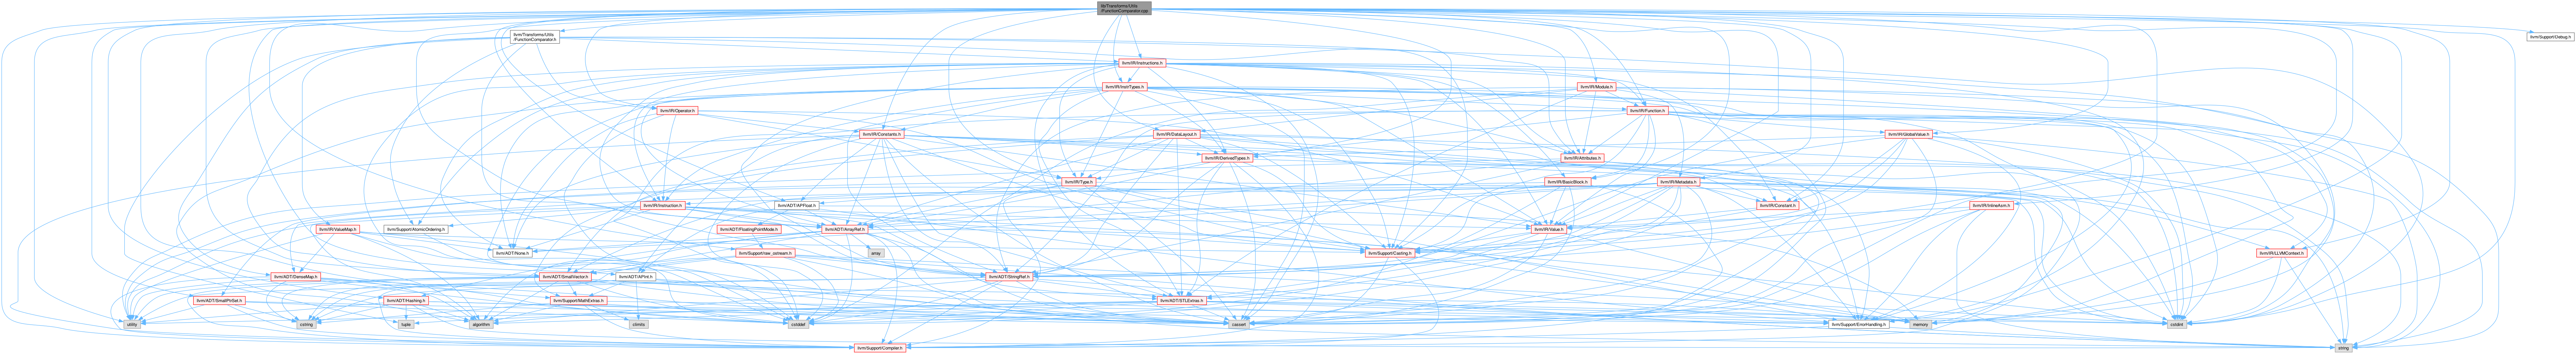 lib/Transforms/Utils
/FunctionComparator.cpp
llvm/Transforms/Utils
/FunctionComparator.h
llvm/Support/Debug.h
llvm/IR/Instructions.h
llvm/IR/InstrTypes.h
llvm/IR/Module.h
llvm/IR/Operator.h
llvm/IR/Function.h
llvm/IR/Constants.h
llvm/IR/DataLayout.h
llvm/IR/GlobalValue.h
llvm/IR/DerivedTypes.h
llvm/IR/Attributes.h
llvm/IR/Type.h
llvm/IR/BasicBlock.h
llvm/IR/Metadata.h
llvm/IR/Instruction.h
llvm/ADT/APFloat.h
llvm/IR/Constant.h
llvm/IR/InlineAsm.h
llvm/IR/ValueMap.h
llvm/Support/AtomicOrdering.h
llvm/ADT/FloatingPointMode.h
llvm/ADT/ArrayRef.h
llvm/IR/Value.h
llvm/ADT/None.h
llvm/Support/raw_ostream.h
array
llvm/Support/Casting.h
llvm/IR/LLVMContext.h
llvm/ADT/DenseMap.h
llvm/ADT/SmallVector.h
llvm/ADT/APInt.h
llvm/ADT/StringRef.h
llvm/ADT/SmallPtrSet.h
llvm/ADT/Hashing.h
llvm/Support/MathExtras.h
llvm/ADT/STLExtras.h
utility
cstring
tuple
algorithm
climits
cstddef
cassert
llvm/Support/ErrorHandling.h
memory
cstdint
llvm/Support/Compiler.h
string